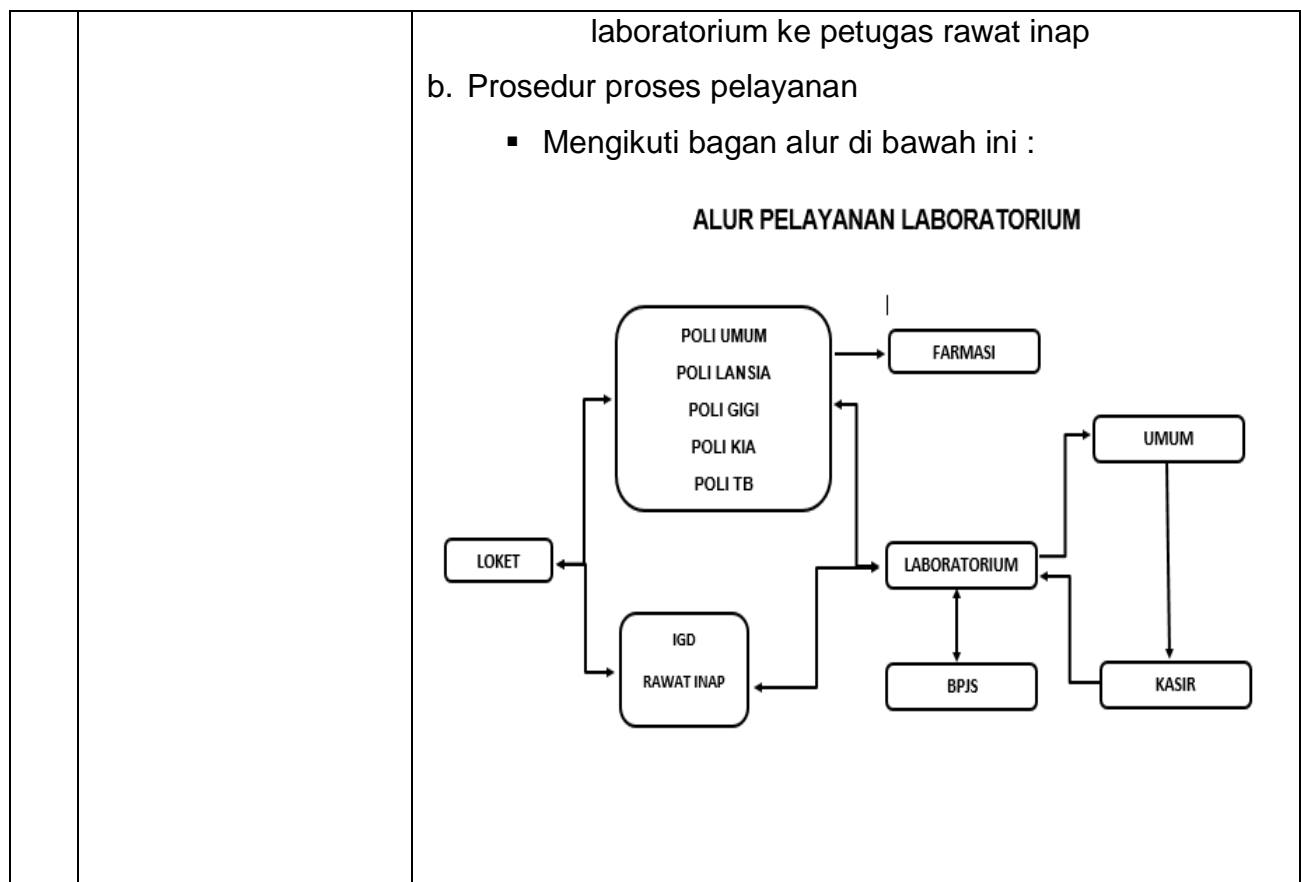 laboratorium ke petugas rawat inap
b. Prosedur proses pelayanan
▪ Mengikuti bagan alur di bawah ini :
ALUR PELAYANAN LABORATORIUM
POLI UMUM
POLI LANSIA
POLI GIGI
POLI KIA
POLI TB
FARMASI
UMUM
LOKET
LABORATORIUM
IGD
RAWAT INAP
BPJS
KASIR